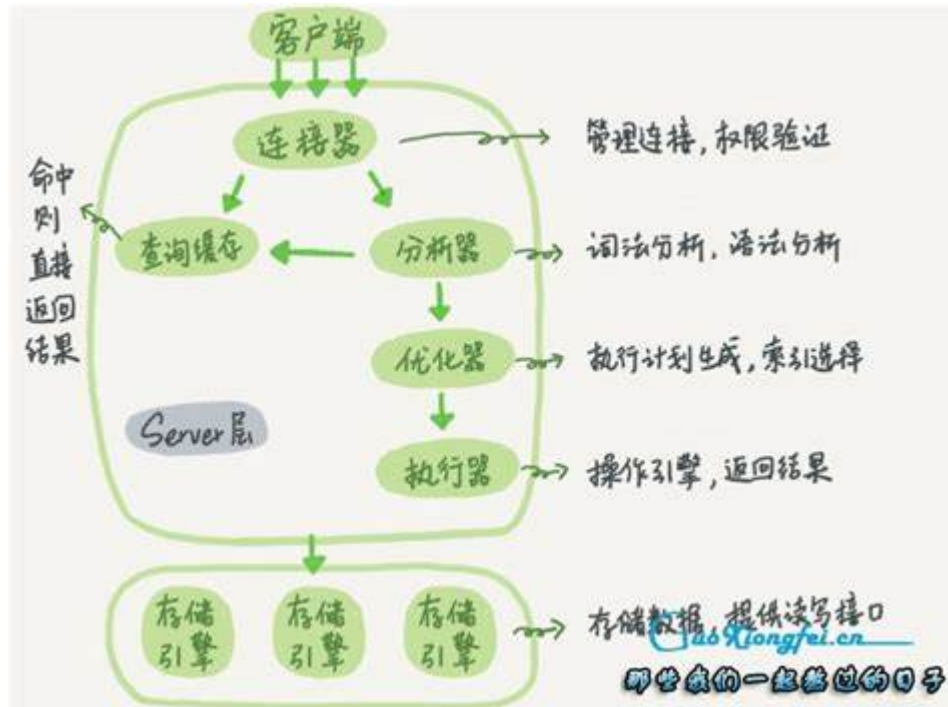 客户端
连接器
管理连接,权限验证
命中
则
直接
返回
结果
查询缓存
分析器
词法分析,语法分析
优化器
执行计划生成,索引选择
Server层
执行器
操作引擎,返回结果
存储
引擎
存储
引擎
存储
引擎
存储数据,提供读写接口
GuoXiongfei.cn
那些我们一起熬过的日子